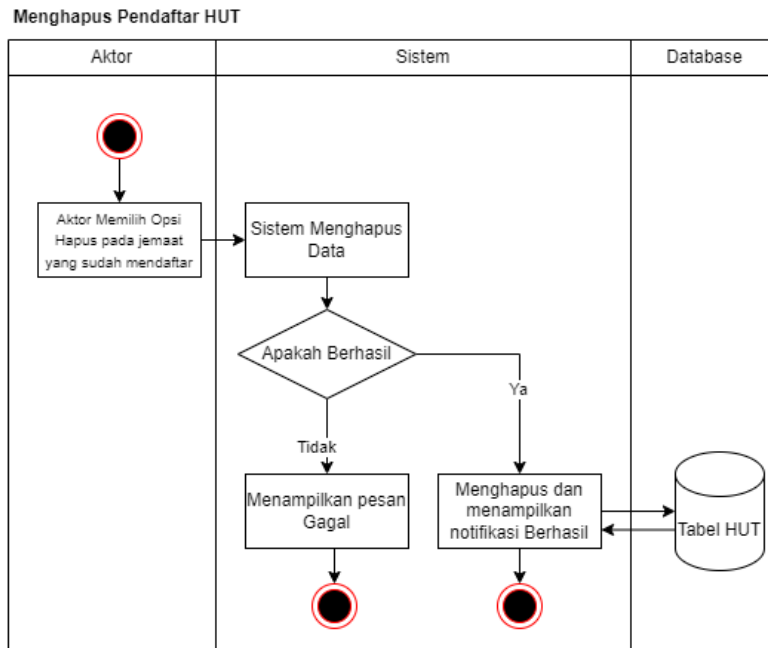 Menghapus Pendaftar HUT
Aktor
Sistem
Database
Aktor Memilih Opsi
Hapus pada jemaat
yang sudah mendaftar
Sistem Menghapus
Data
Apakah Berhasil
Ya
Tidak
Menampilkan pesan
Gagal
Menghapus dan
menampilkan
notifikasi Berhasil
Tabel HUT